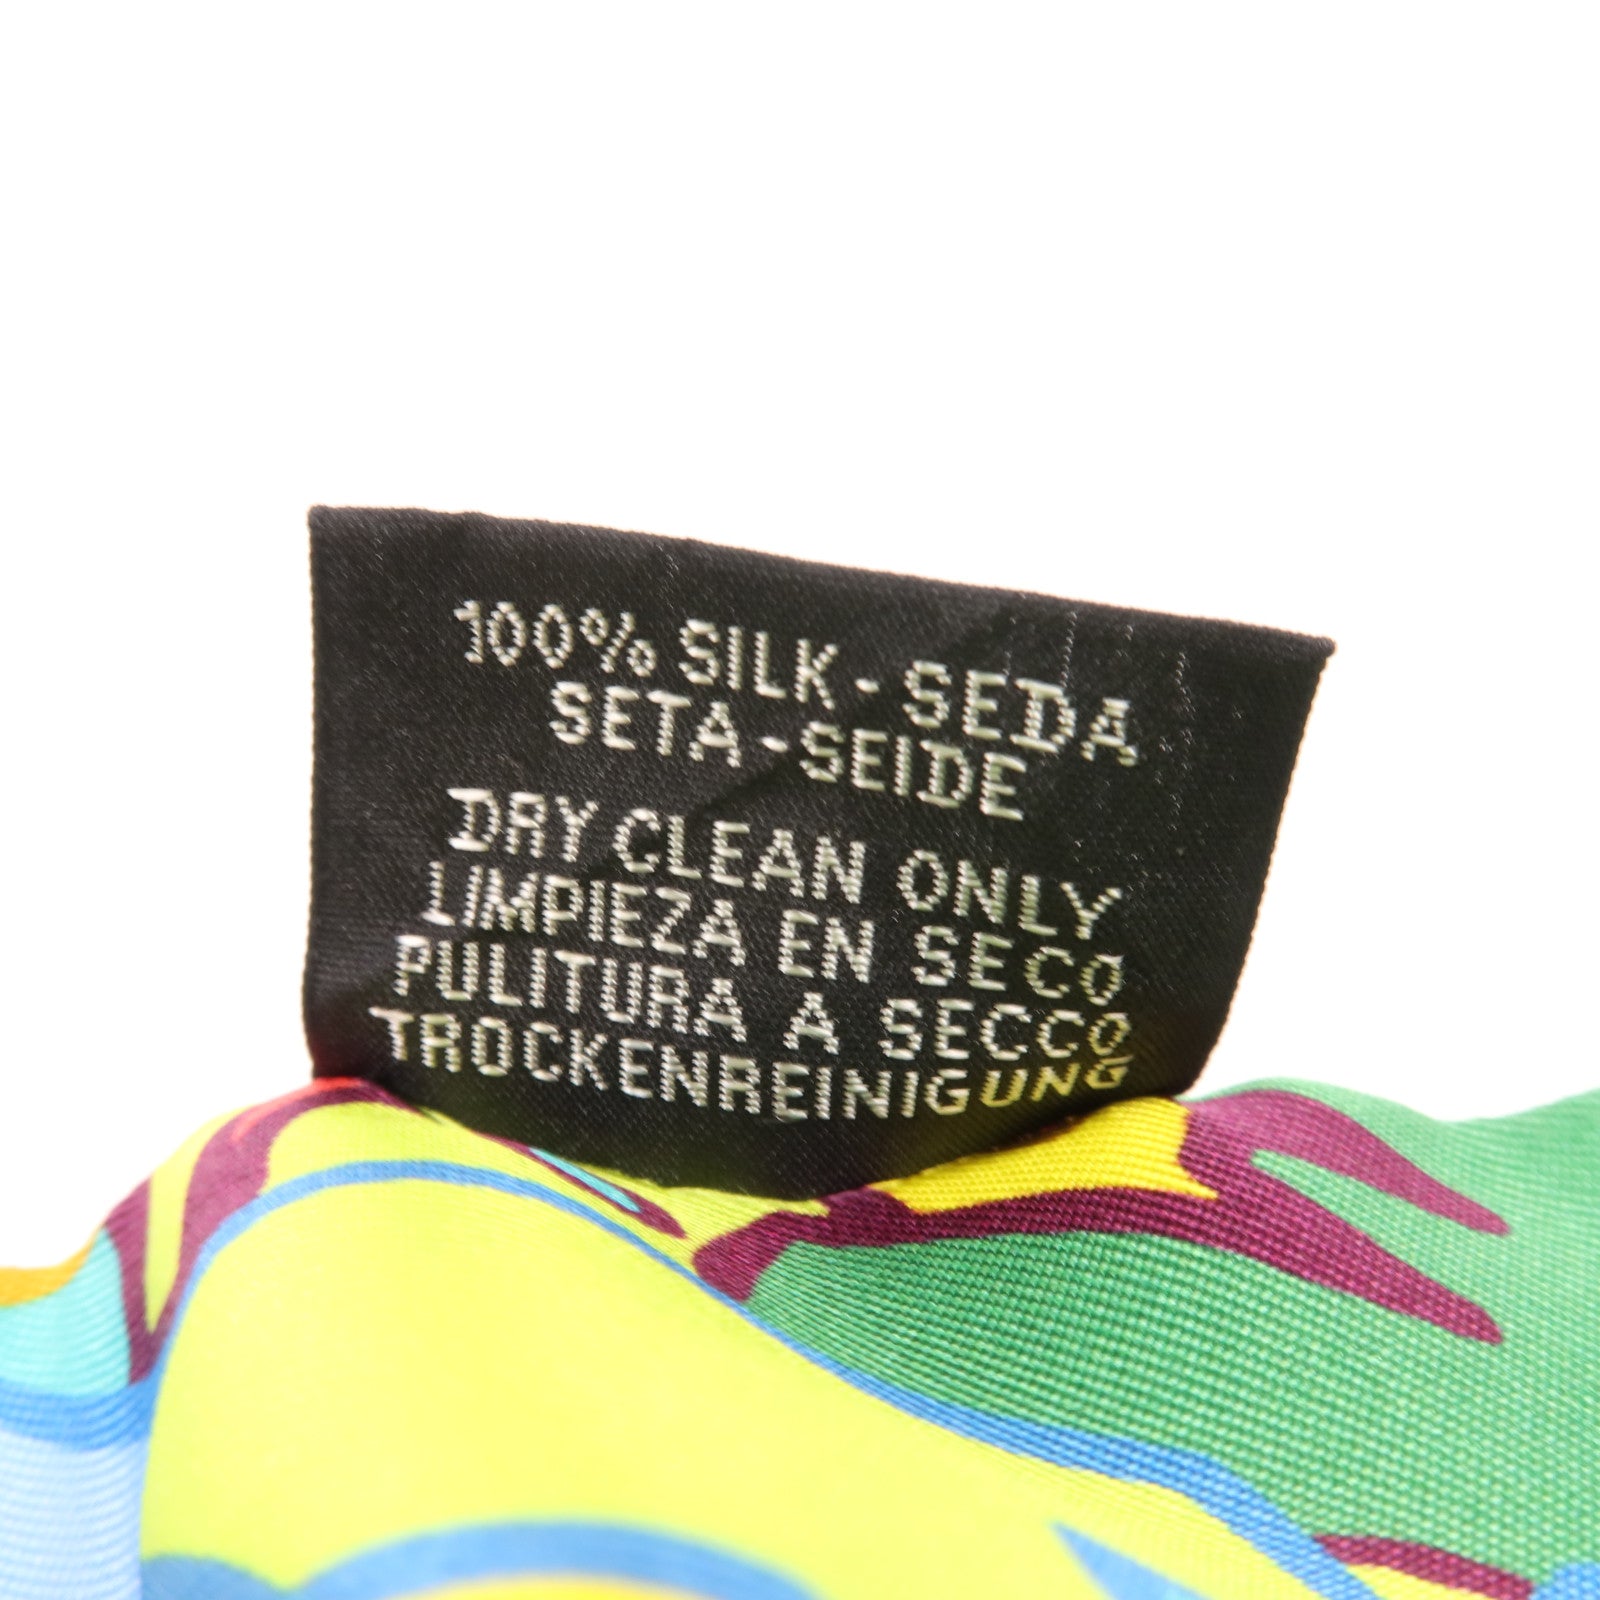 100% SILK - SEDA
SETA - SEIDE
DRY CLEAN ONLY
LIMPIEZA EN SECO
PULITURA A SECCO
TROCKENREINIGUNG